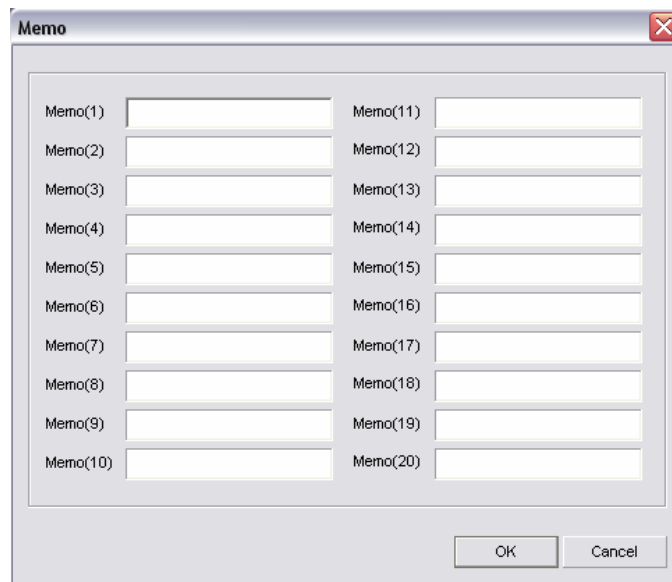 Memo
Memo(1) Memo(11)
Memo(2) Memo(12)
Memo(3) Memo(13)
Memo(4) Memo(14)
Memo(5) Memo(15)
Memo(6) Memo(16)
Memo(7) Memo(17)
Memo(8) Memo(18)
Memo(9) Memo(19)
Memo(10) Memo(20)
OK Cancel